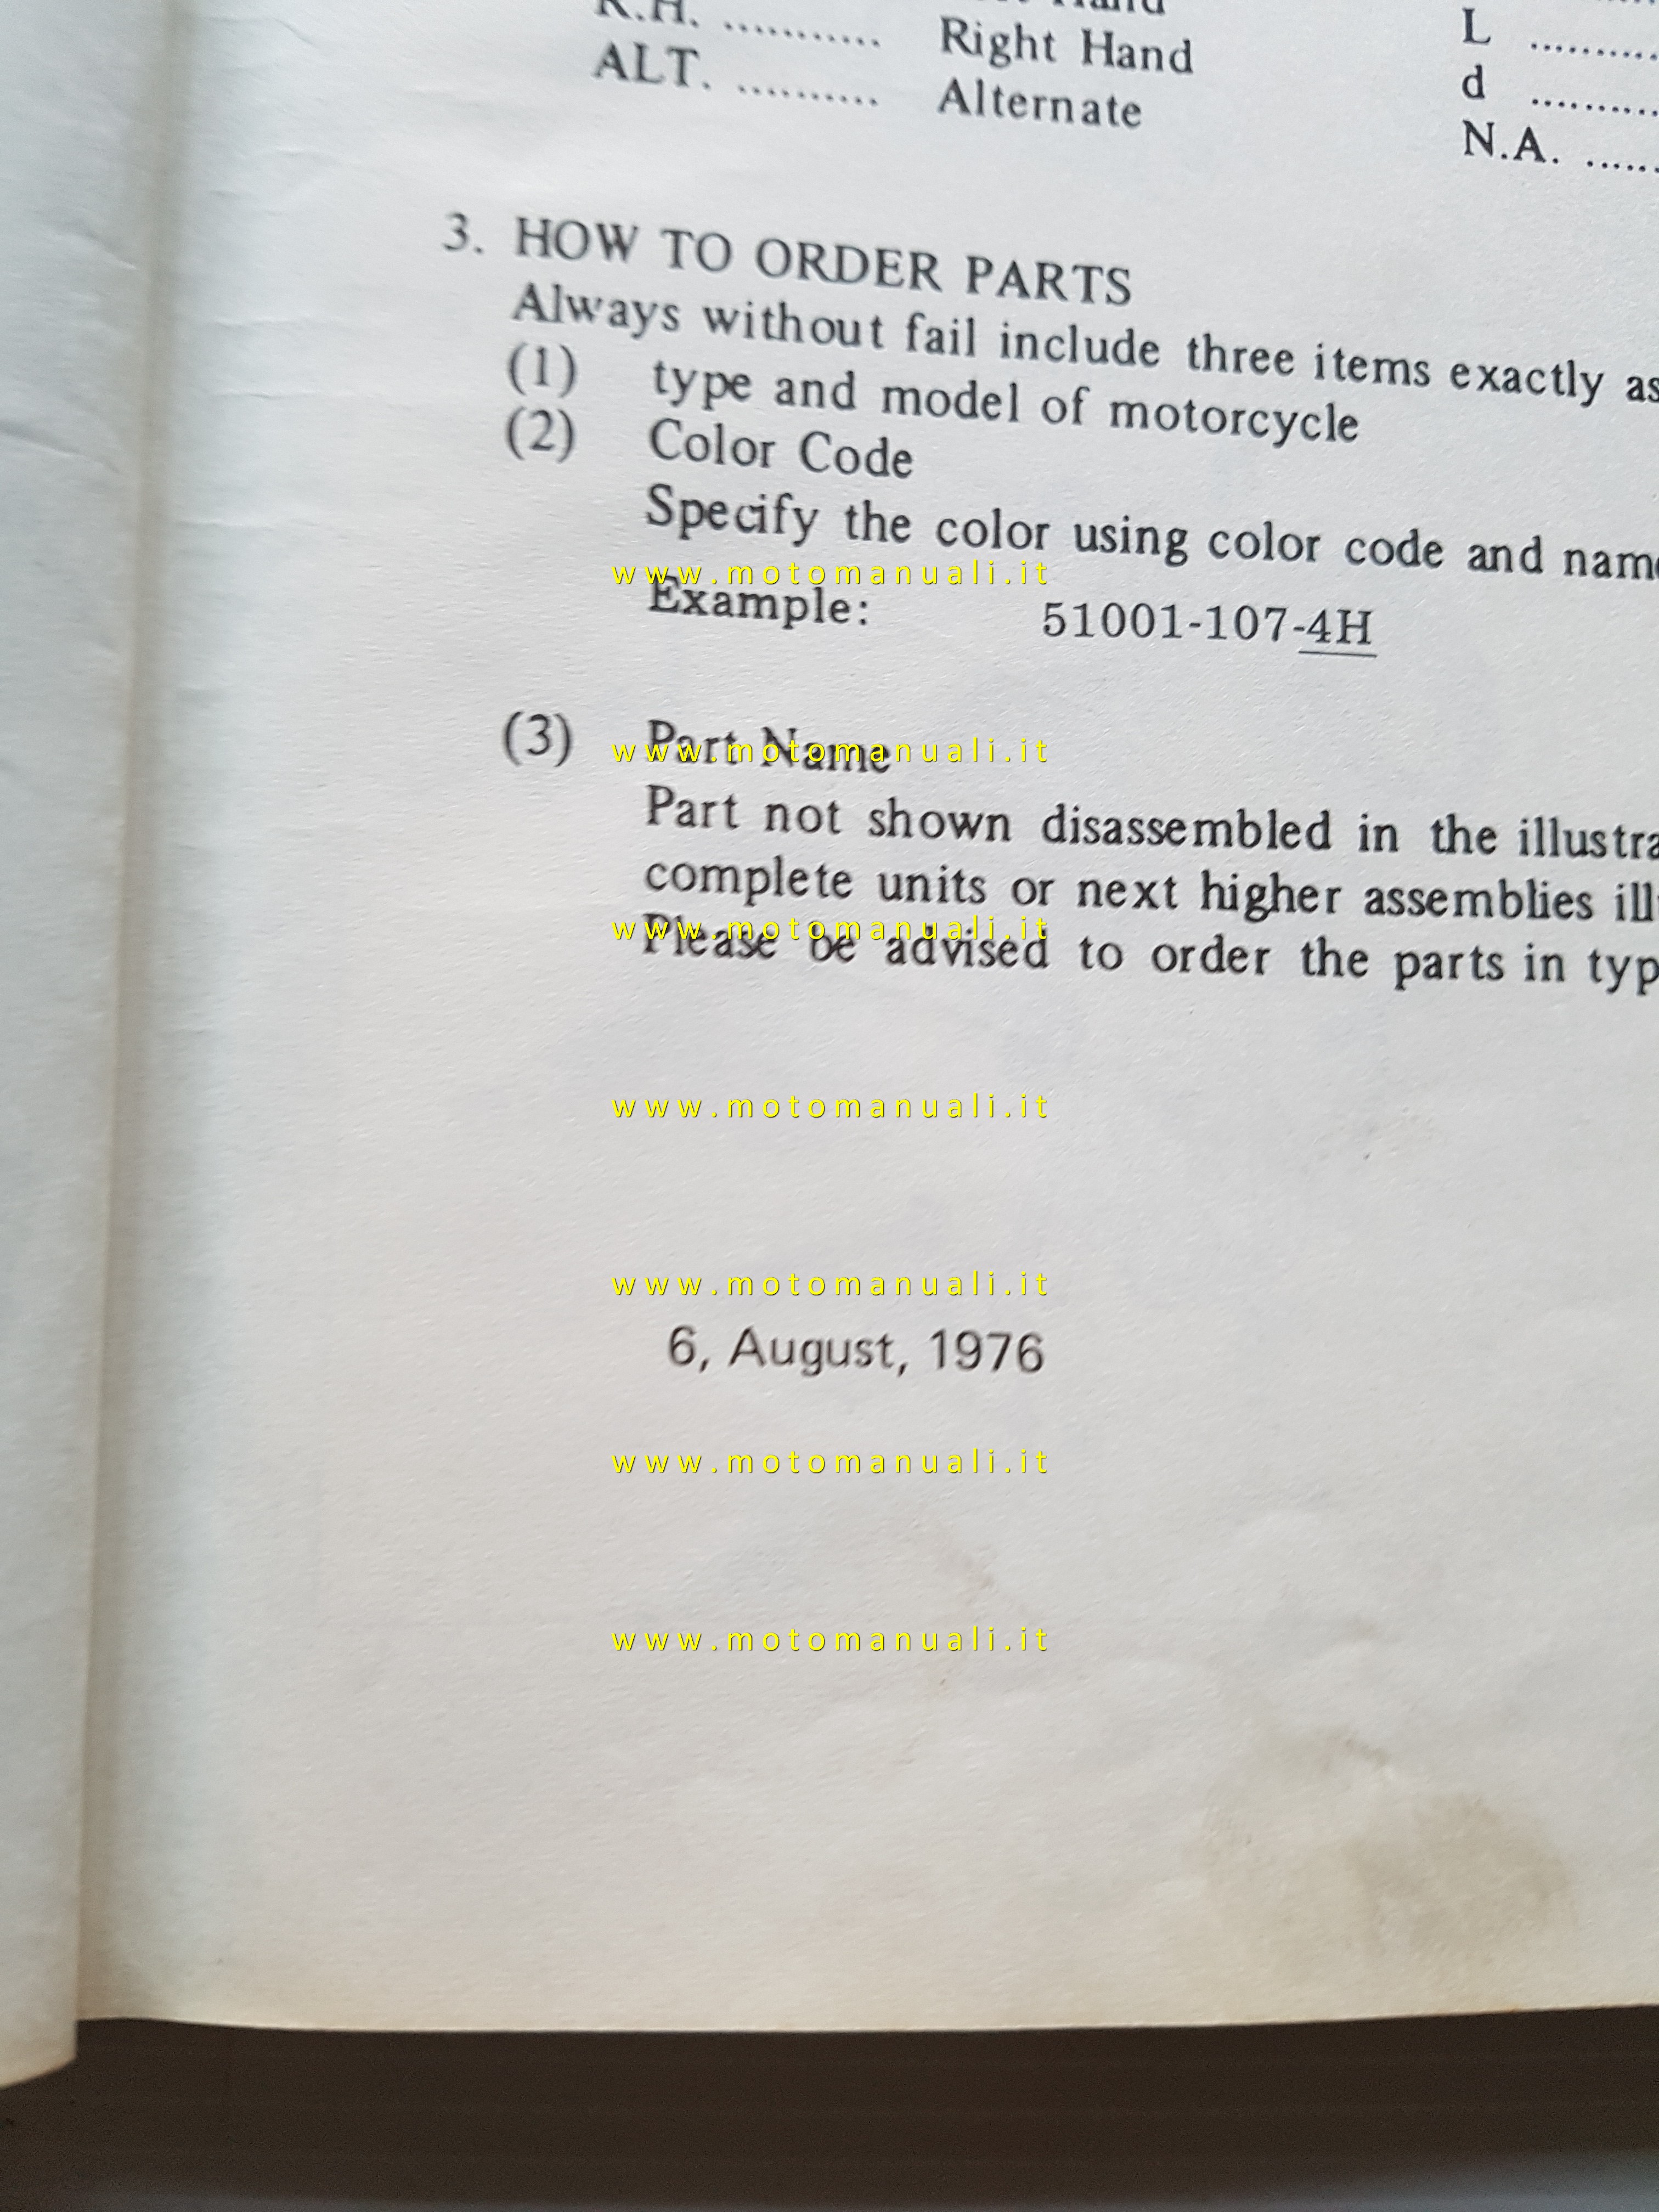 R.H. ........... Right Hand L ..........
ALT. .......... Alternate d ..........
N.A. ......
3. HOW TO ORDER PARTS
Always without fail include three items exactly as
(1) type and model of motorcycle
(2) Color Code
Specify the color using color code and name
www.motomanuali.it
Example: 51001-107-4H
(3) Part Name
www.motomanuali.it
Part not shown disassembled in the
complete units or next higher assemblies
www.motomanuali.it
Please be advised to order the parts in
www.motomanuali.it
www.motomanuali.it
6, August, 1976
www.motomanuali.it
www.motomanuali.it